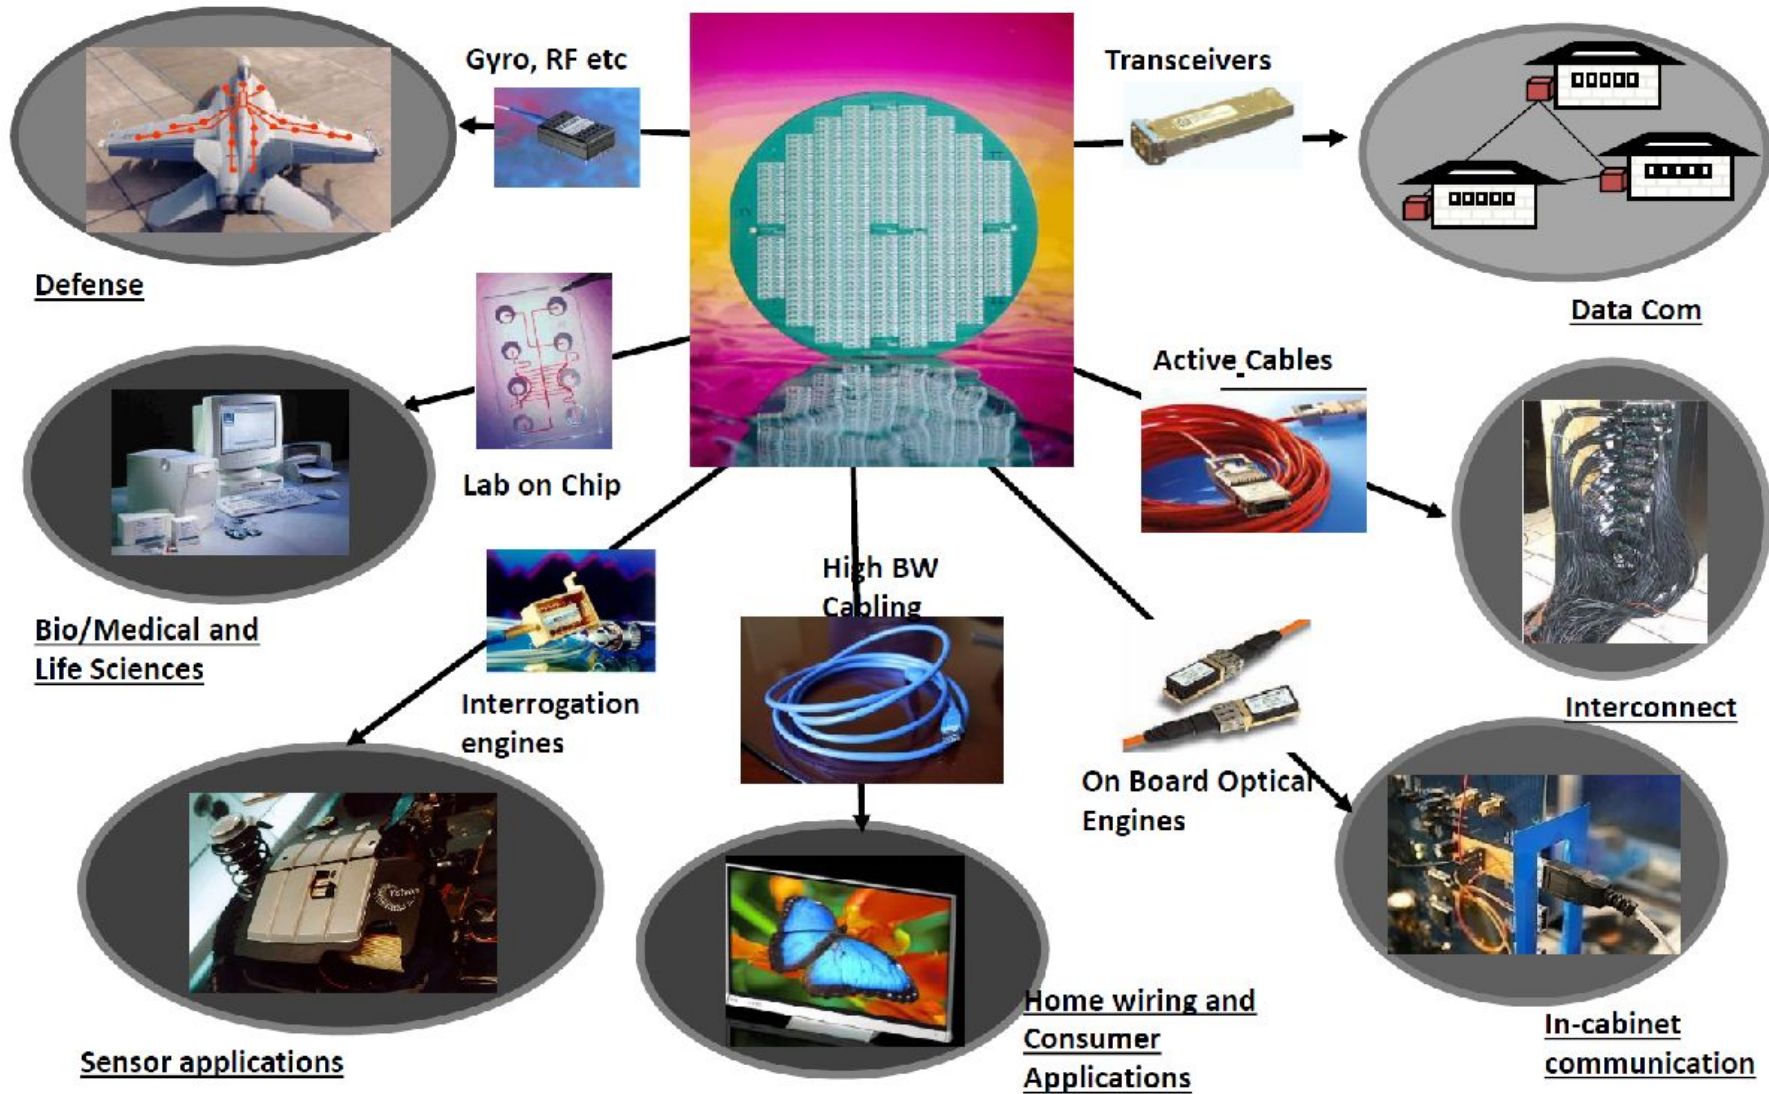 Gyro, RF etc
Transceivers
Defense
Data Com
Active Cables
Lab on Chip
Bio/Medical and
Life Sciences
High BW
Cabling
Interconnect
Interrogation
engines
On Board Optical
Engines
Sensor applications
Home wiring and
Consumer
Applications
In-cabinet
communication